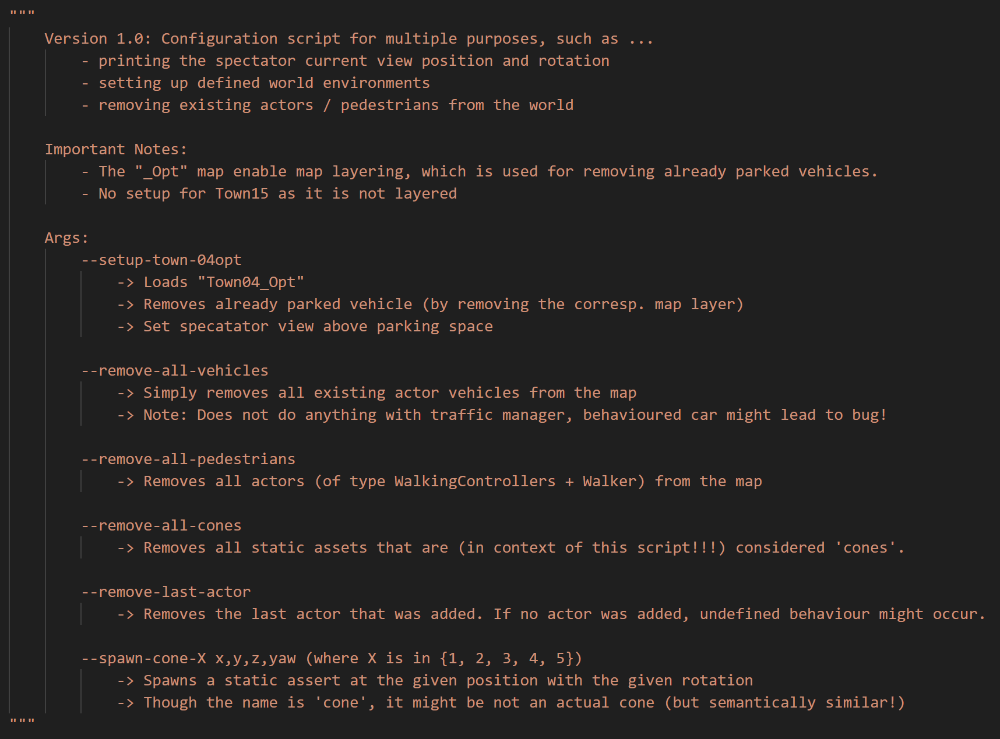 """
Version 1.0: Configuration script for multiple purposes, such as ...
- printing the spectator current view position and rotation
- setting up defined world environments
- removing existing actors / pedestrians from the world
Important Notes:
- The "_Opt" map enable map layering, which is used for removing already parked vehicles.
- No setup for Town15 as it is not layered
Args:
--setup-town-04opt
-> Loads "Town04_Opt"
-> Removes already parked vehicle (by removing the corresp. map layer)
-> Set specatator view above parking space
--remove-all-vehicles
-> Simply removes all existing actor vehicles from the map
-> Note: Does not do anything with traffic manager, behavioured car might lead to bug!
--remove-all-pedestrians
-> Removes all actors (of type WalkingControllers + Walker) from the map
--remove-all-cones
-> Removes all static assets that are (in context of this script!!!) considered 'cones'.
--remove-last-actor
-> Removes the last actor that was added. If no actor was added, undefined behaviour might occur.
--spawn-cone-X x,y,z,yaw (where X is in {1, 2, 3, 4, 5})
-> Spawns a static assert at the given position with the given rotation
-> Though the name is 'cone', it might be not an actual cone (but semantically similar!)
"""